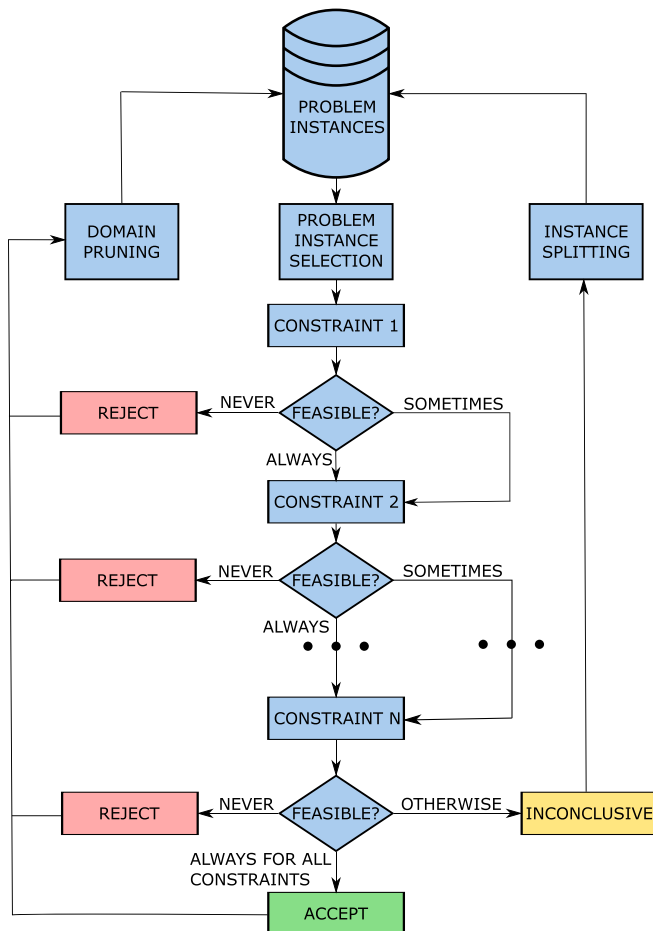 PROBLEM
INSTANCES
DOMAIN
PRUNING
PROBLEM
INSTANCE
SELECTION
INSTANCE
SPLITTING
CONSTRAINT 1
REJECT
NEVER
FEASIBLE?
SOMETIMES
ALWAYS
CONSTRAINT 2
REJECT
NEVER
FEASIBLE?
SOMETIMES
ALWAYS
CONSTRAINT N
REJECT
NEVER
FEASIBLE?
OTHERWISE
INCONCLUSIVE
ALWAYS FOR ALL
CONSTRAINTS
ACCEPT